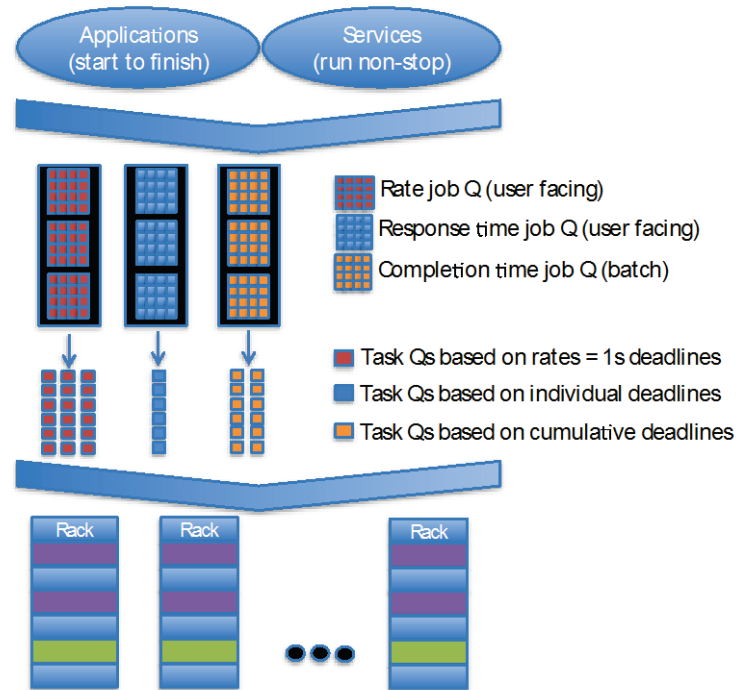 Applications
(start to finish)
Services
(run non-stop)
Rate job Q (user facing)
Response time job Q (user facing)
Completion time job Q (batch)
Task Qs based on rates = 1s deadlines
Task Qs based on individual deadlines
Task Qs based on cumulative deadlines
Rack
Rack
Rack